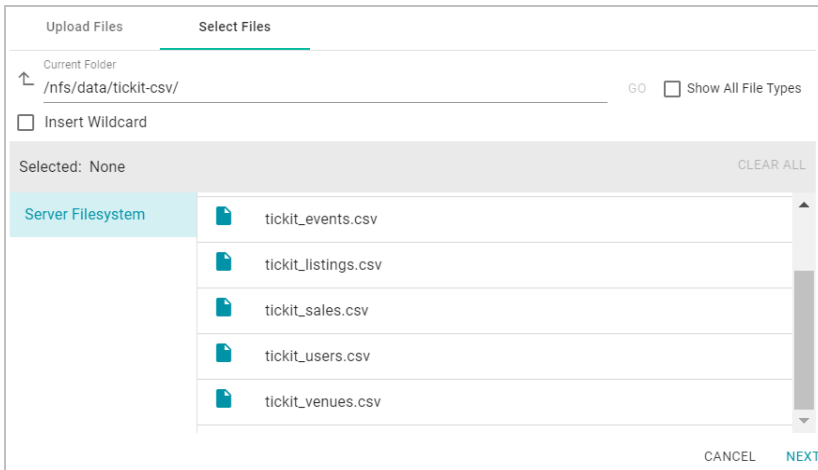 Upload Files Select Files
Current Folder
/nfs/data/tickit-csv/
GO Show All File Types
Insert Wildcard
Selected: None CLEAR ALL
Server Filesystem
tickit_events.csv
tickit_listings.csv
tickit_sales.csv
tickit_users.csv
tickit_venues.csv
CANCEL NEXT